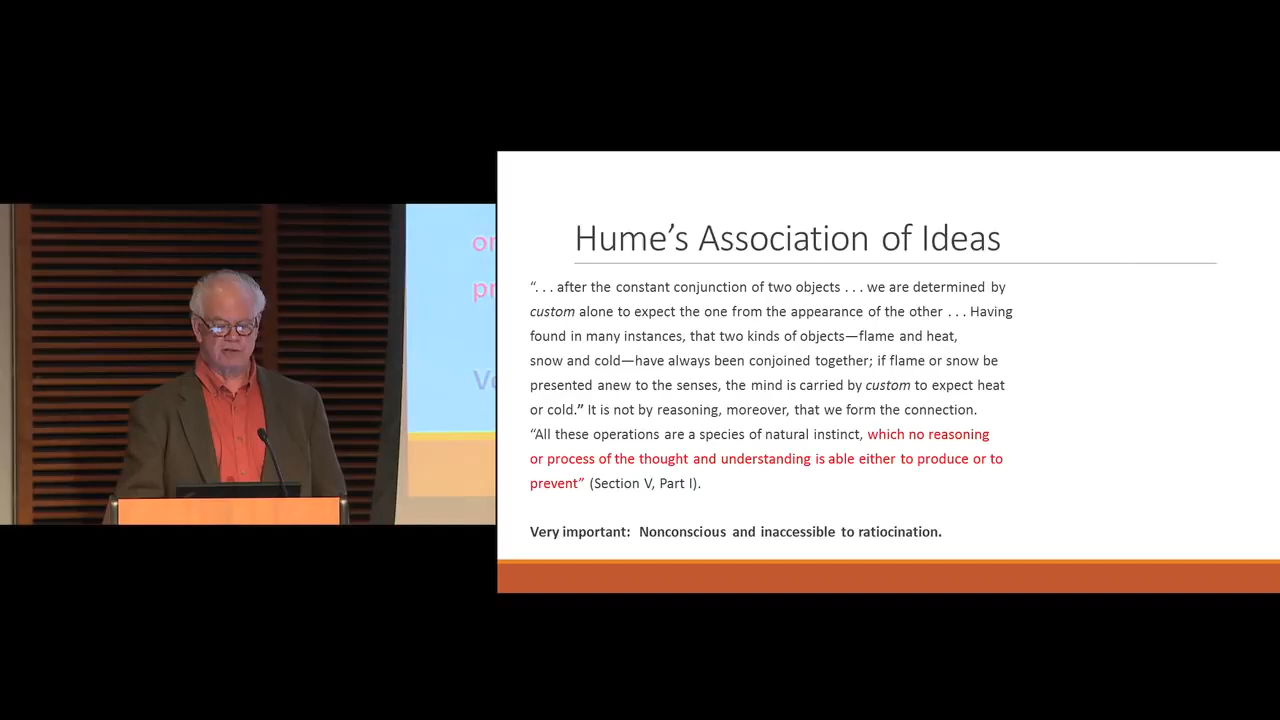 Hume’s Association of Ideas
“. . . after the constant conjunction of two objects . . . we are determined by
custom alone to expect the one from the appearance of the other . . . Having
found in many instances, that two kinds of objects—flame and heat,
snow and cold—have always been conjoined together; if flame or snow be
presented anew to the senses, the mind is carried by custom to expect heat
or cold.” It is not by reasoning, moreover, that we form the connection.
“All these operations are a species of natural instinct, which no reasoning
or process of the thought and understanding is able either to produce or to
prevent” (Section V, Part I).
Very important: Nonconscious and inaccessible to ratiocination.